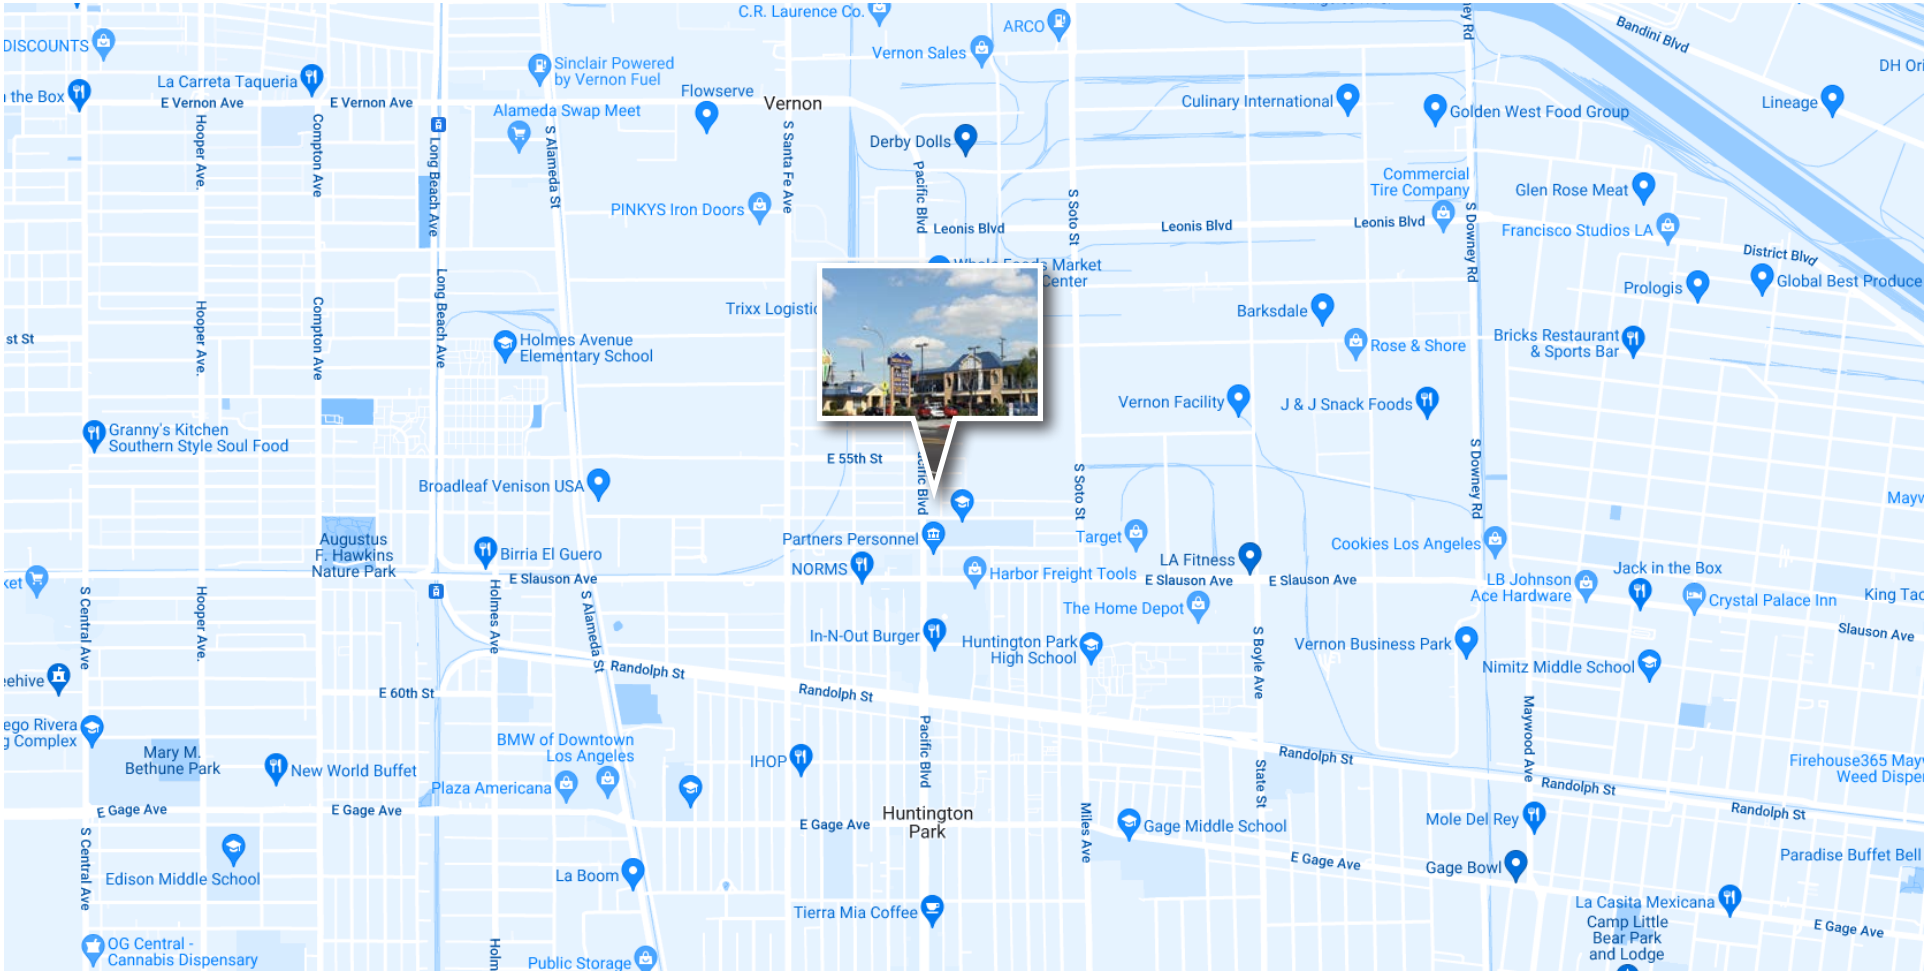 C.R. Laurence Co.
ARCO
Bandini Blvd
DISCOUNTS
Vernon Sales
Sinclair Powered
by Vernon Fuel
La Carreta Taqueria
the Box
E Vernon Ave
E Vernon Ave
Flowserve
Vernon
Culinary International
Golden West Food Group
Lineage
Alameda Swap Meet
Derby Dolls
Hooper Ave.
Compton Ave
Long Beach Ave
S Alameda St
S Santa Fe Ave
Pacific Blvd
S Soto St
S Downey Rd
Commercial
Tire Company
Glen Rose Meat
PINKYS Iron Doors
Leonis Blvd
Leonis Blvd
Leonis Blvd
Francisco Studios LA
District Blvd
Market
Center
Prologis
Global Best Produce
Hooper Ave.
Compton Ave
Long Beach Ave
Barksdale
Rose & Shore
Bricks Restaurant
& Sports Bar
st St
Holmes Avenue
Elementary School
Vernon Facility
J & J Snack Foods
Granny's Kitchen
Southern Style Soul Food
E 55th St
Blvd
S Soto St
S Downey Rd
Broadleaf Venison USA
Augustus
F. Hawkins
Nature Park
Birria El Guero
Partners Personnel
NORMS
Target
LA Fitness
Cookies Los Angeles
Harbor Freight Tools
E Slauson Ave
E Slauson Ave
E Slauson Ave
LB Johnson
Ace Hardware
Jack in the Box
Crystal Palace Inn
King Tac
The Home Depot
Slauson Ave
S Central Ave
Hooper Ave.
Holmes Ave
S Alameda St
In-N-Out Burger
Huntington Park
High School
S Boyle Ave
Vernon Business Park
Nimitz Middle School
Randolph St
Randolph St
E 60th St
ego Rivera
g Complex
Mary M.
Bethune Park
New World Buffet
BMW of Downtown
Los Angeles
Plaza Americana
IHOP
Pacific Blvd
Randolph St
State St
Maywood Ave
Randolph St
Randolph St
Firehouse365
E Gage Ave
E Gage Ave
E Gage Ave
Huntington
Park
Miles Ave
Gage Middle School
Mole Del Rey
E Gage Ave
Gage Bowl
Paradise Buffet Bell
S Central Ave
Edison Middle School
La Boom
Tierra Mia Coffee
La Casita Mexicana
Camp Little
Bear Park
and Lodge
E Gage Ave
OG Central -
Cannabis Dispensary
Public Storage